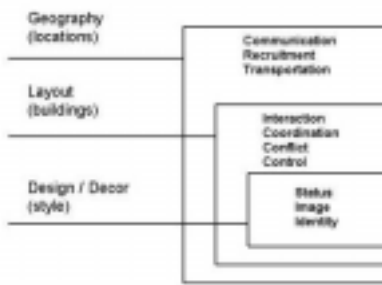 Geography
(locations)
Communication
Recruitment
Transportation
Layout
(buildings)
Interaction
Coordination
Conflict
Control
Design / Decor
(style)
Status
Image
Identity